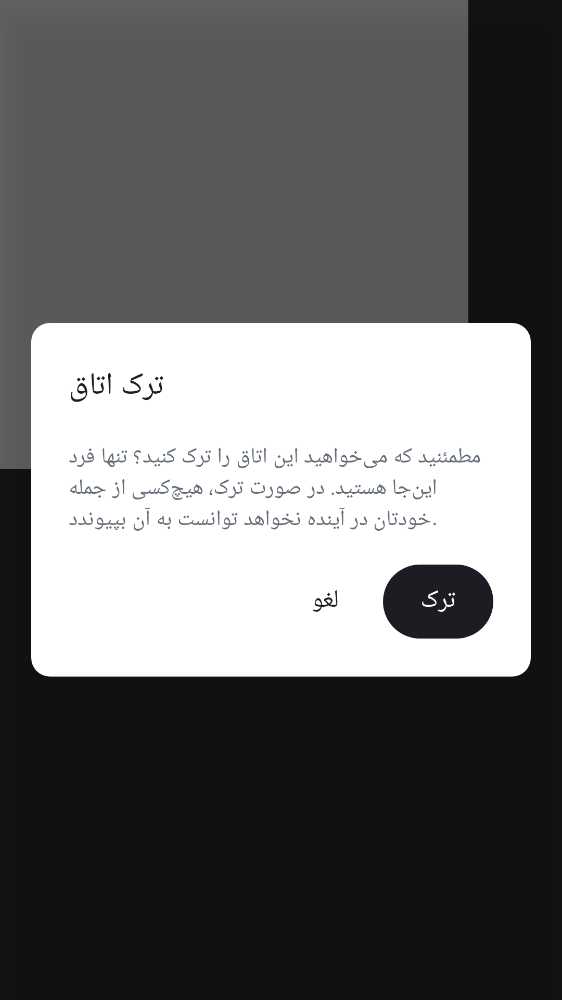 ترک اتاق
مطمئنید که می‌خواهید این اتاق را ترک کنید؟ تنها فرد
این‌جا هستید. در صورت ترک، هیچ‌کسی از جمله
خودتان در آینده نخواهد توانست به آن بپیوندد.
ترک
لغو